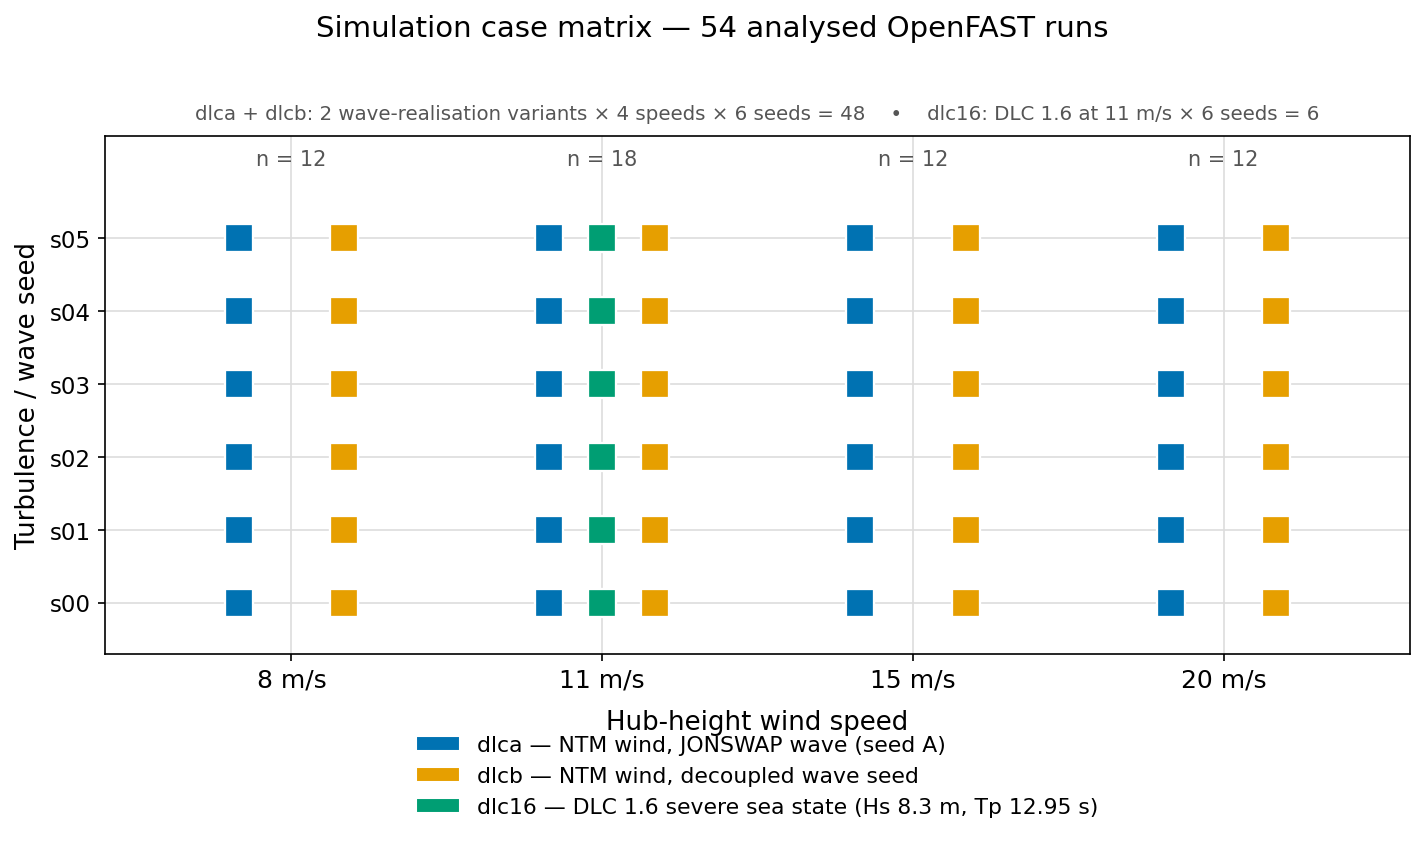 Simulation case matrix — 54 analysed OpenFAST runs
dlca + dlcb: 2 wave-realisation variants × 4 speeds × 6 seeds = 48 • dlc16: DLC 1.6 at 11 m/s × 6 seeds = 6
n = 12 n = 18 n = 12 n = 12
Turbulence / wave seed
s05
s04
s03
s02
s01
s00
8 m/s 11 m/s 15 m/s 20 m/s
Hub-height wind speed
dlca — NTM wind, JONSWAP wave (seed A)
dlcb — NTM wind, decoupled wave seed
dlc16 — DLC 1.6 severe sea state (Hs 8.3 m, Tp 12.95 s)